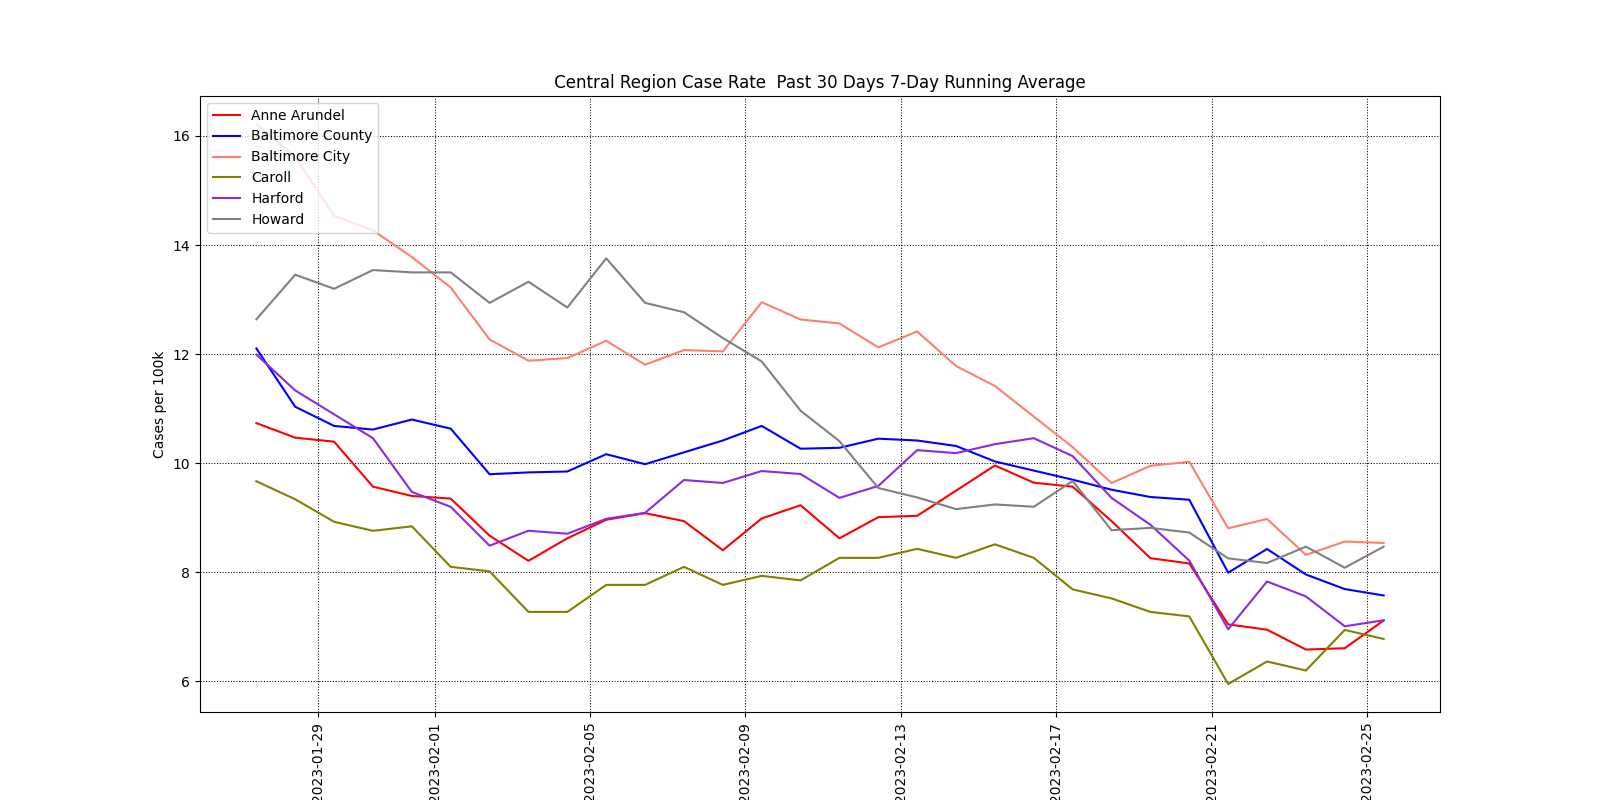 Central Region Case Rate  Past 30 Days 7-Day Running Average
Anne Arundel
Baltimore County
Baltimore City
Caroll
Harford
Howard
Cases per 100k
16
14
12
10
8
6
2023-01-29
2023-02-01
2023-02-05
2023-02-09
2023-02-13
2023-02-17
2023-02-21
2023-02-25